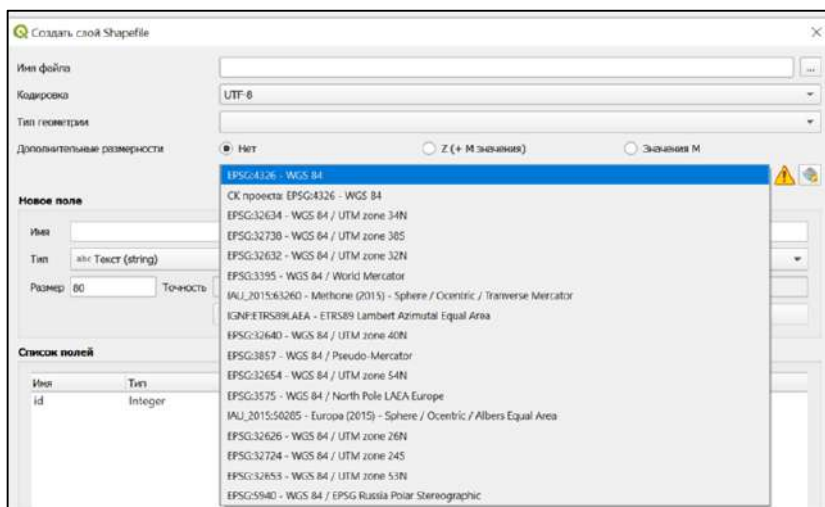 Создать слой Shapefile
Имя файла
...
Кодировка UTF-8
Тип геометрии
Дополнительные размерности Нет Z (+ M значения) Значения M
EPSG:4326 - WGS 84
СК проекта: EPSG:4326 - WGS 84
Новое поле
EPSG:32634 - WGS 84 / UTM zone 34N
Имя
EPSG:32738 - WGS 84 / UTM zone 38S
Тип abc Текст (string)
EPSG:32632 - WGS 84 / UTM zone 32N
EPSG:3395 - WGS 84 / World Mercator
Размер 80 Точность
IAU_2015:63260 - Methone (2015) - Sphere / Ocentric / Tranverse Mercator
IGNF:ETRS89LAEA - ETRS89 Lambert Azimutal Equal Area
EPSG:32640 - WGS 84 / UTM zone 40N
Список полей
EPSG:3857 - WGS 84 / Pseudo-Mercator
EPSG:32654 - WGS 84 / UTM zone 54N
Имя Тип
id Integer
EPSG:3575 - WGS 84 / North Pole LAEA Europe
IAU_2015:50285 - Europa (2015) - Sphere / Ocentric / Albers Equal Area
EPSG:32626 - WGS 84 / UTM zone 26N
EPSG:32724 - WGS 84 / UTM zone 24S
EPSG:32653 - WGS 84 / UTM zone 53N
EPSG:5940 - WGS 84 / EPSG Russia Polar Stereographic